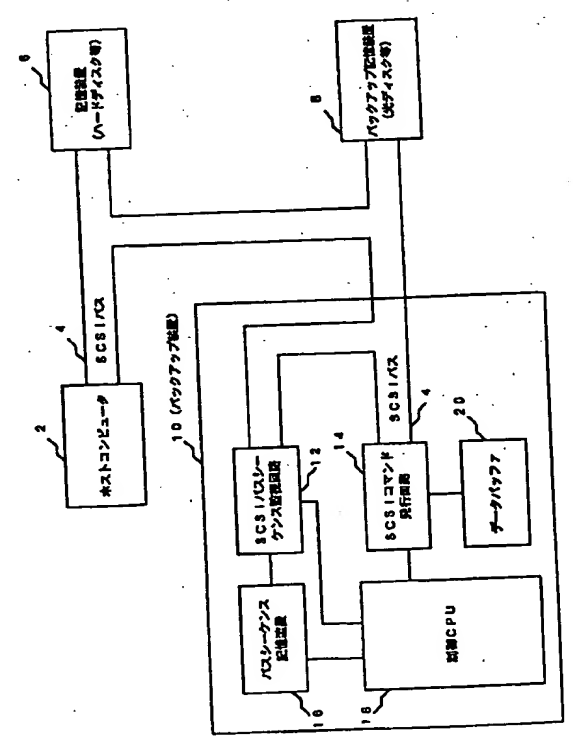 2
ホストコンピュータ
4
SCSIバス
6
記憶装置
(ハードディスク等)
8
バックアップ記憶装置
(光ディスク等)
10(バックアップ装置)
12
SCSIバスシー
ケンス監視回路
バスシーケンス
記憶装置
16
14
SCSIコマンド
発行回路
SCSIバス
4
制御CPU
18
20
データバッファ